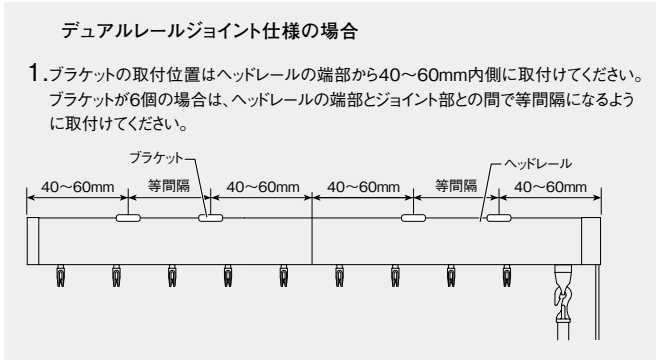 デュアルレールジョイント仕様の場合
1.ブラケットの取付位置はヘッドレールの端部から40〜60mm内側に取付けてください。
ブラケットが6個の場合は、ヘッドレールの端部とジョイント部との間で等間隔になるよう
に取付けてください。
ブラケット
ヘッドレール
40〜60mm 等間隔 40〜60mm 40〜60mm 等間隔 40〜60mm